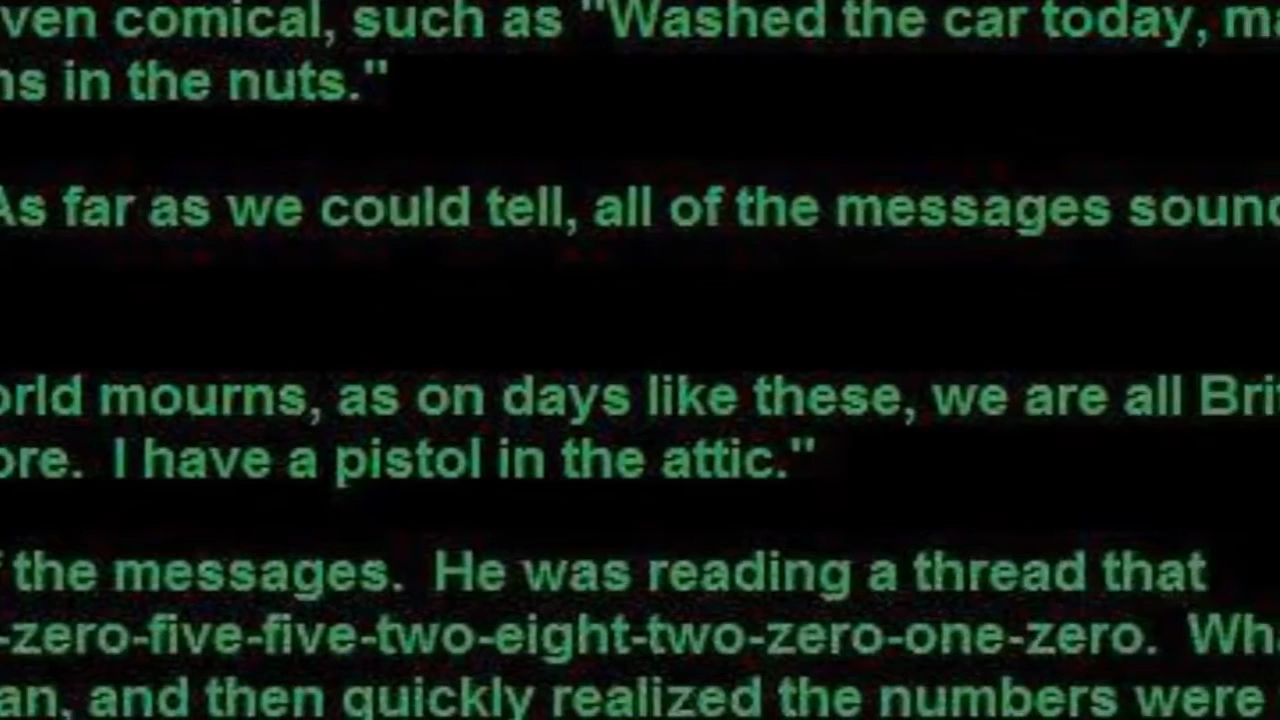 ven comical, such as "Washed the car today, ma
ns in the nuts."
As far as we could tell, all of the messages sound
orld mourns, as on days like these, we are all Bri
ore.  I have a pistol in the attic."
f the messages.  He was reading a thread that
-zero-five-five-two-eight-two-zero-one-zero.  Wh
an, and then quickly realized the numbers were